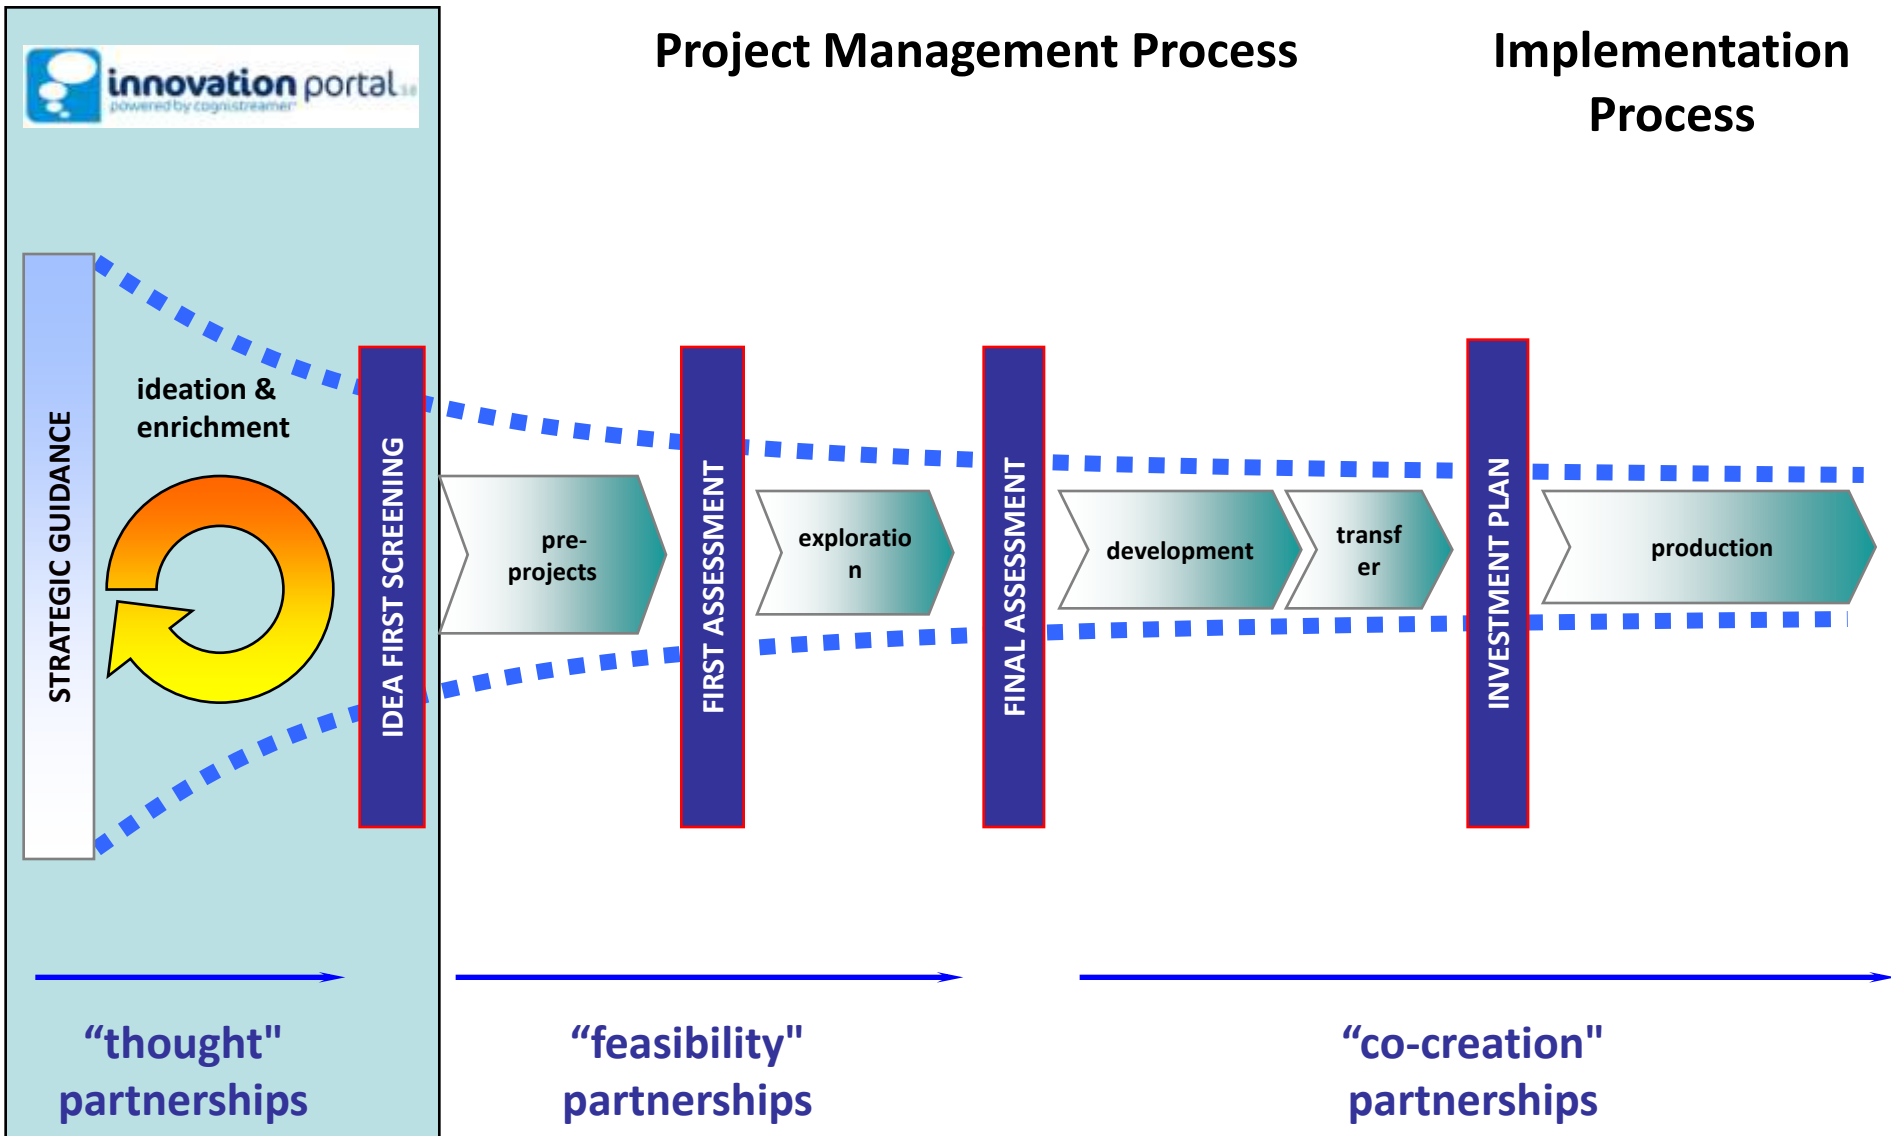 innovation portal
powered by cognistreamer
Project Management Process
Implementation
Process
STRATEGIC GUIDANCE
ideation &
enrichment
IDEA FIRST SCREENING
pre-
projects
FIRST ASSESSMENT
exploratio
n
FINAL ASSESSMENT
development
transf
er
INVESTMENT PLAN
production
“thought"
partnerships
“feasibility"
partnerships
“co-creation"
partnerships